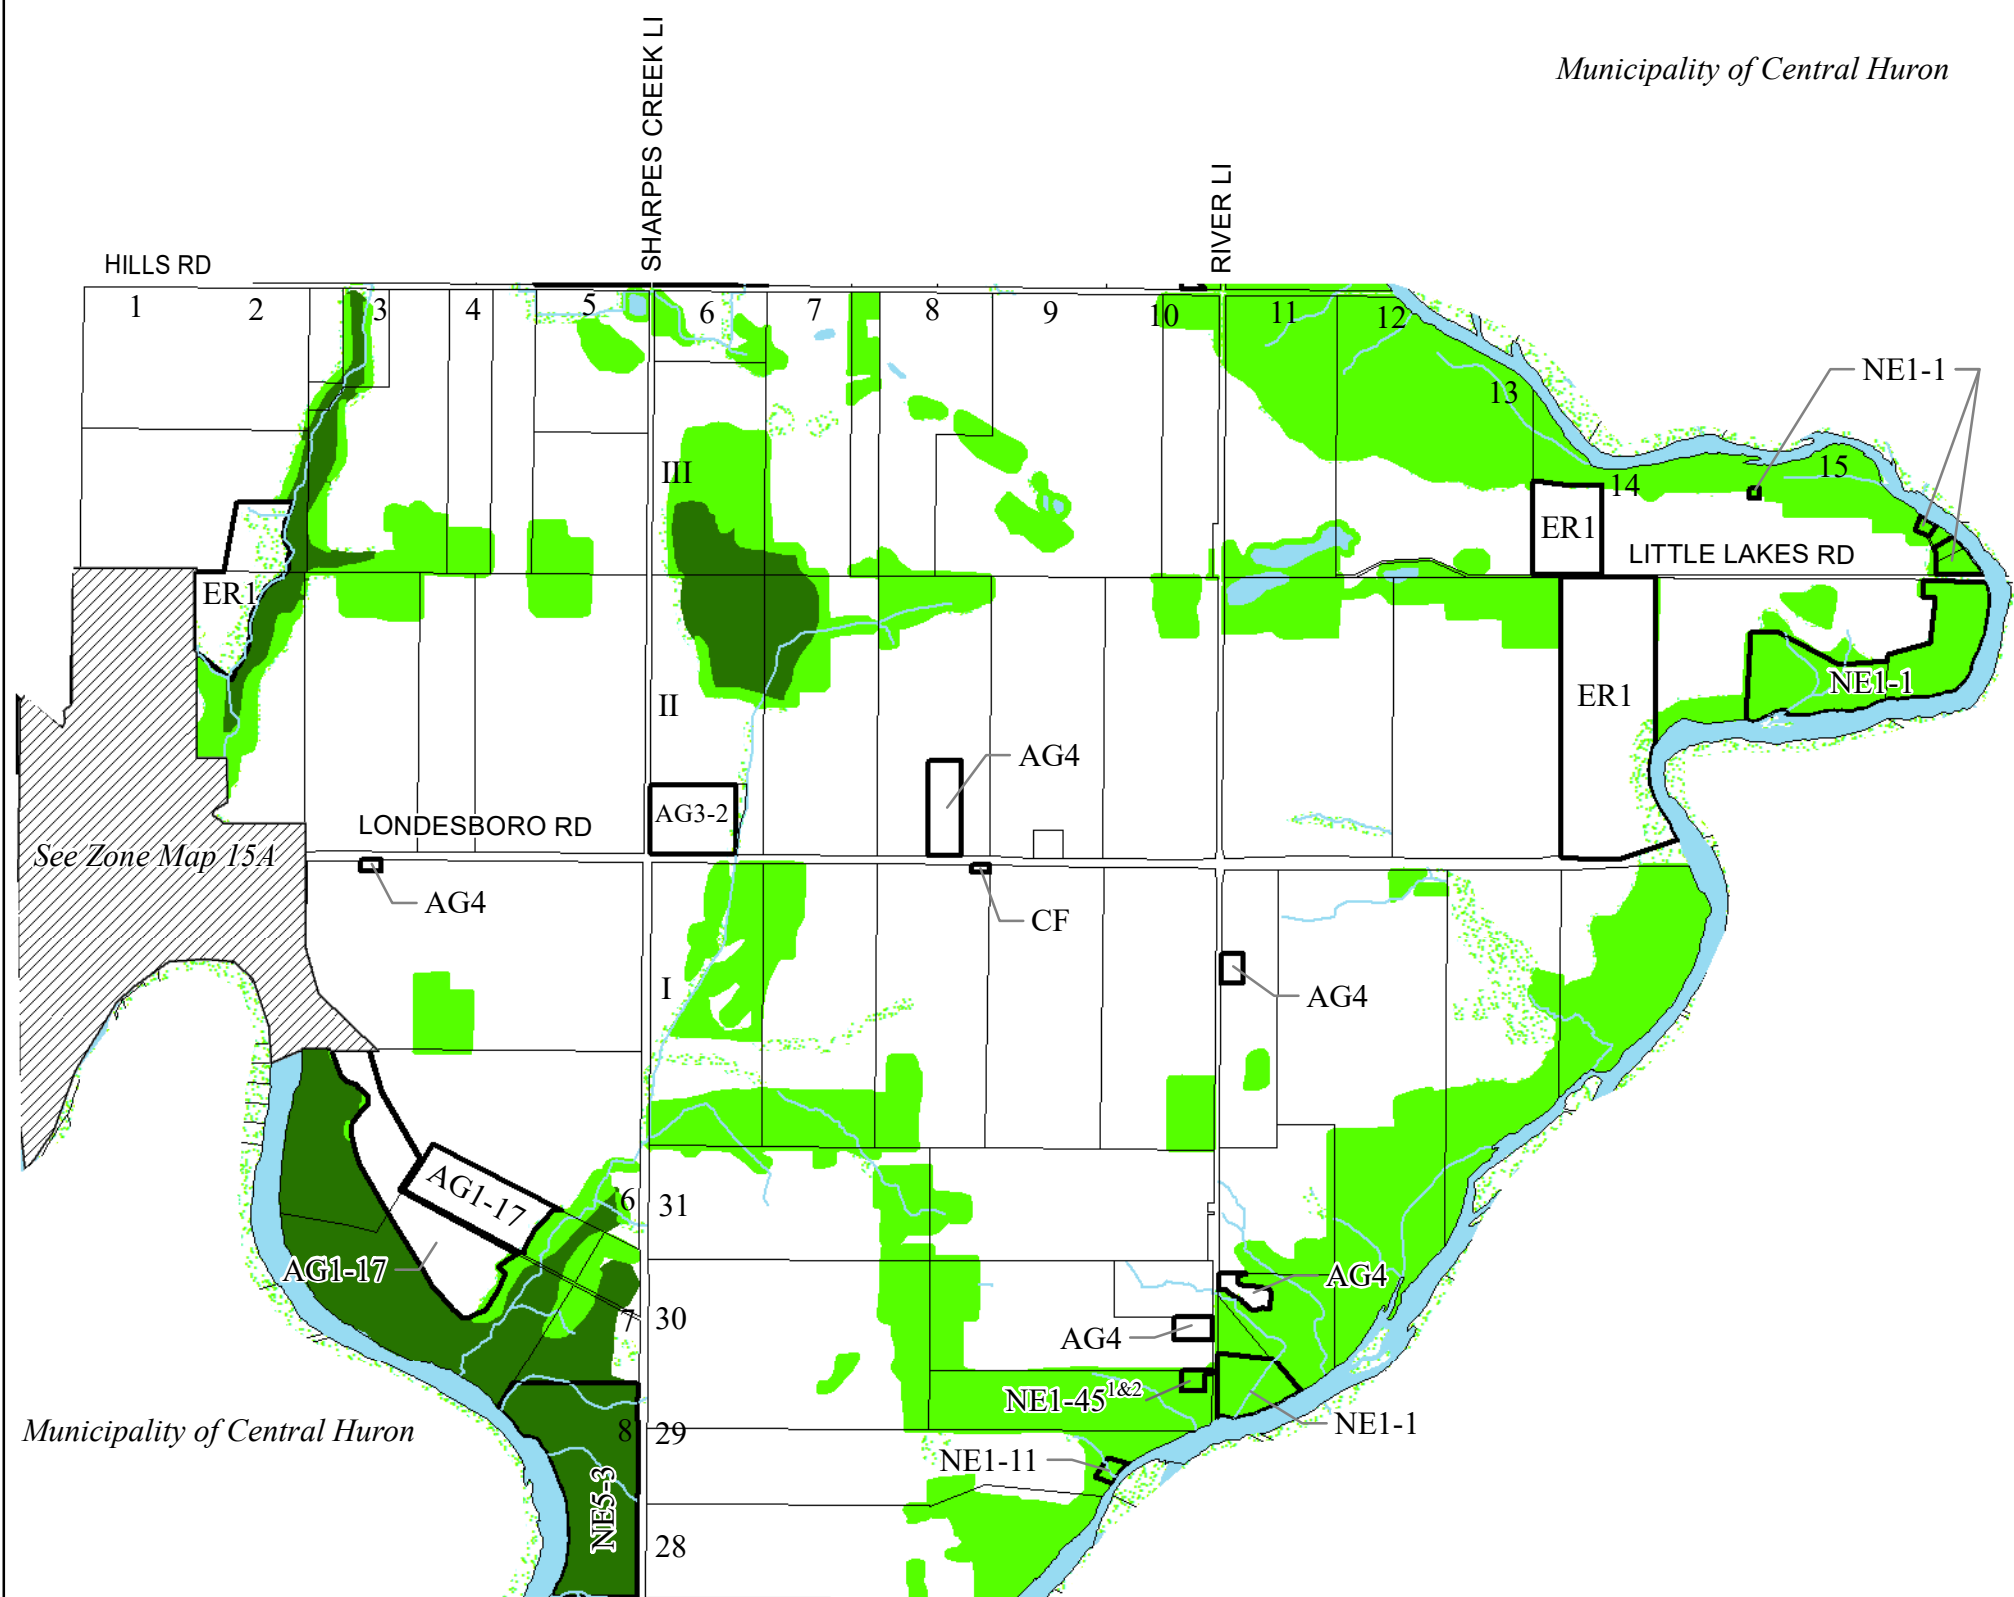 SHARPES CREEK LI
Municipality of Central Huron
RIVER LI
HILLS RD
1
2
3
4
5
6
7
8
9
10
11
12
13
NE1-1
III
14
15
ER1
LITTLE LAKES RD
ER1
II
ER1
NE1-1
AG4
AG3-2
LONDESBORO RD
See Zone Map 15A
AG4
CF
I
AG4
AG1-17
6
31
AG1-17
AG4
7
30
AG4
NE1-45 1&2
NE1-1
Municipality of Central Huron
8
29
NE1-11
NE5-3
28